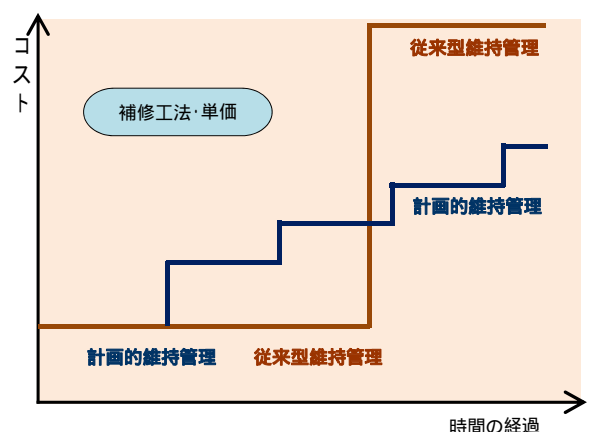 コスト
従来型維持管理
補修工法･単価
計画的維持管理
計画的維持管理
従来型維持管理
時間の経過